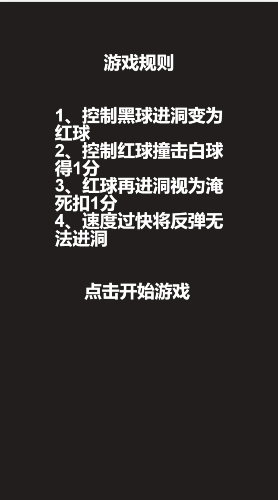 游戏规则
1、控制黑球进洞变为
红球
2、控制红球撞击白球
得1分
3、红球再进洞视为淹
死扣1分
4、速度过快将反弹无
法进洞
点击开始游戏